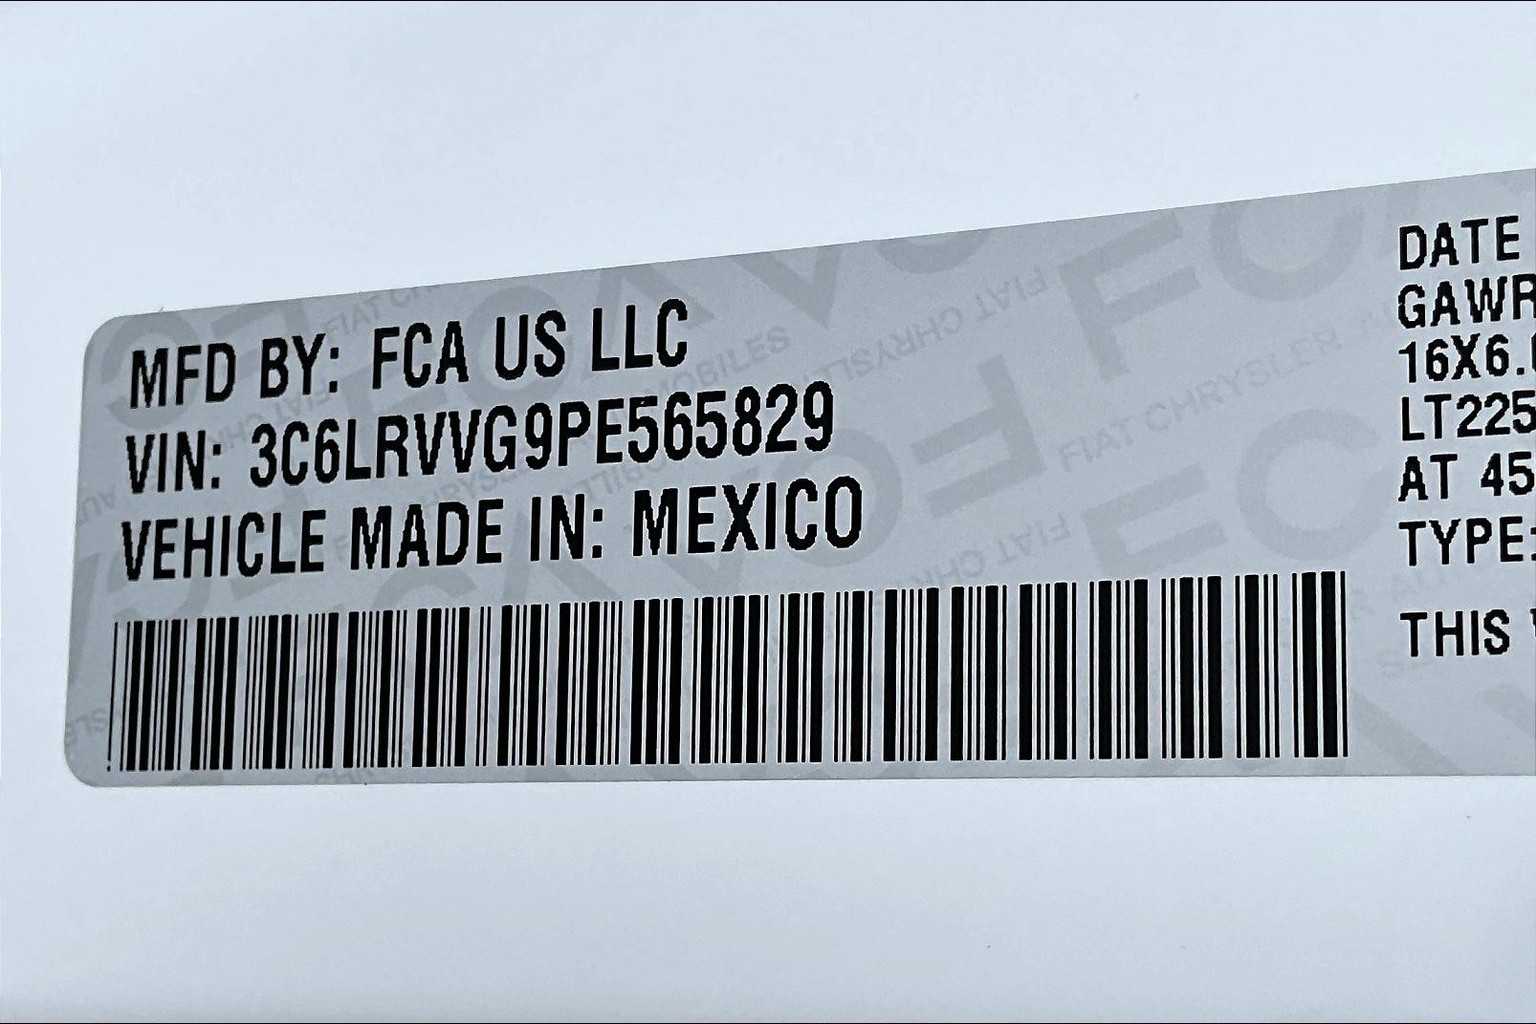 MFD BY: FCA US LLC
VIN: 3C6LRVVG9PE565829
VEHICLE MADE IN: MEXICO
DATE
GAWR
16X6.
LT225
AT 45
TYPE:
THIS